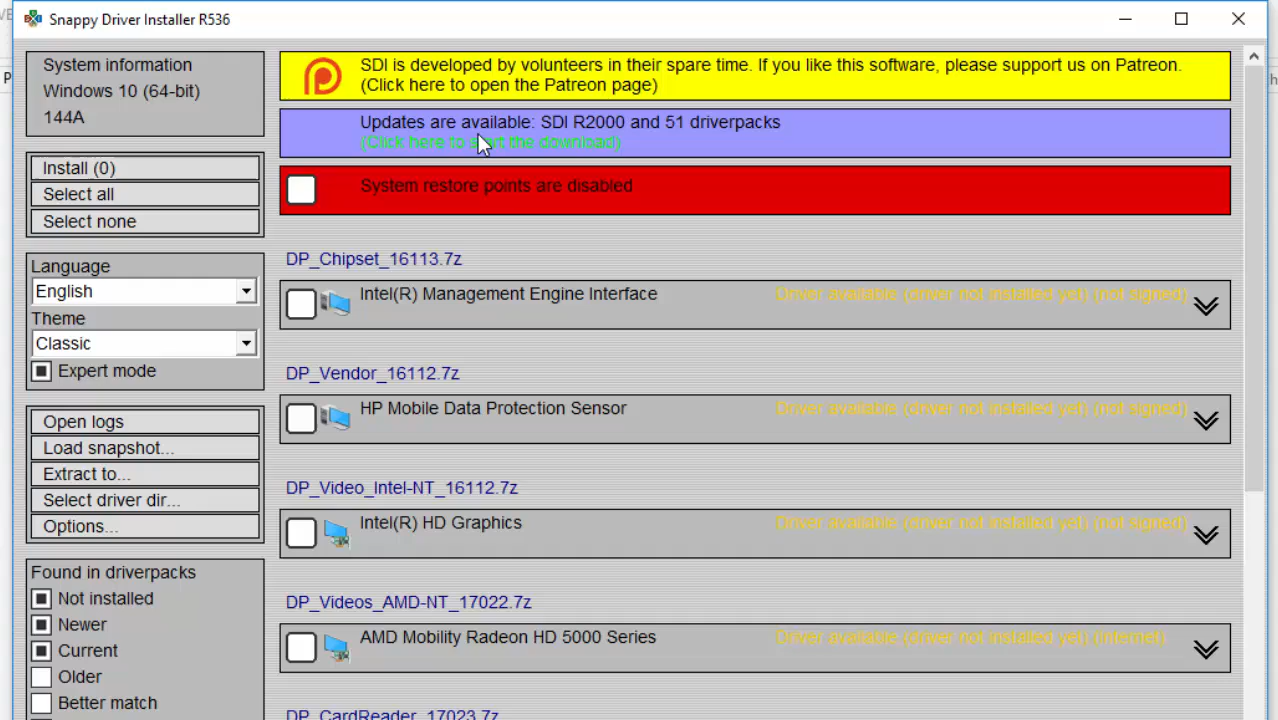 Snappy Driver Installer R536
System information
Windows 10 (64-bit)
144A
Install (0)
Select all
Select none
Language
English
Theme
Classic
Expert mode
Open logs
Load snapshot...
Extract to...
Select driver dir...
Options...
Found in driverpacks
Not installed
Newer
Current
Older
Better match
SDI is developed by volunteers in their spare time. If you like this software, please support us on Patreon.
(Click here to open the Patreon page)
Updates are available: SDI R2000 and 51 driverpacks
(Click here to start the download)
System restore points are disabled
DP_Chipset_16113.7z
Intel(R) Management Engine Interface
Driver available (driver not installed yet) (not signed)
DP_Vendor_16112.7z
HP Mobile Data Protection Sensor
Driver available (driver not installed yet) (not signed)
DP_Video_Intel-NT_16112.7z
Intel(R) HD Graphics
Driver available (driver not installed yet) (not signed)
DP_Videos_AMD-NT_17022.7z
AMD Mobility Radeon HD 5000 Series
Driver available (driver not installed yet) (Internet)
DP_CardReader_17023.7z